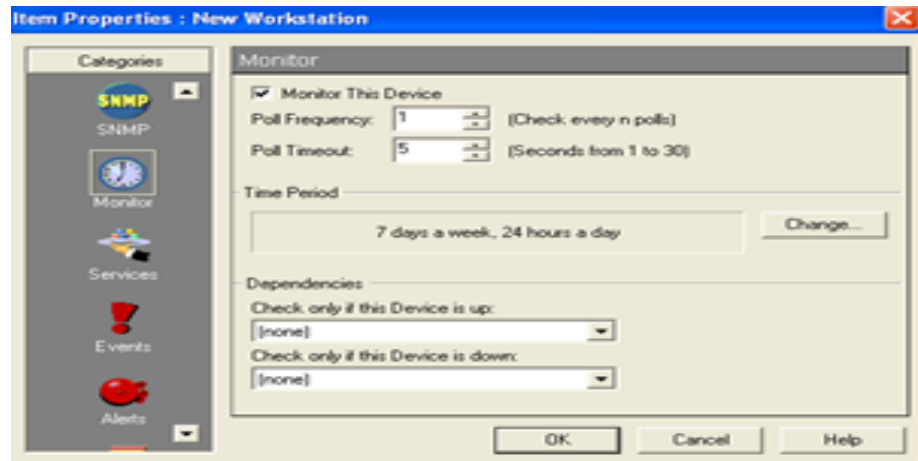 Item Properties : New Workstation
Categories
SNMP
SNMP
Monitor
Services
Events
Alerts
Monitor
Monitor This Device
Poll Frequency: 1 (Check every n polls)
Poll Timeout: 5 (Seconds from 1 to 30)
Time Period
7 days a week, 24 hours a day
Change...
Dependencies
Check only if this Device is up:
(none)
Check only if this Device is down:
(none)
OK Cancel Help